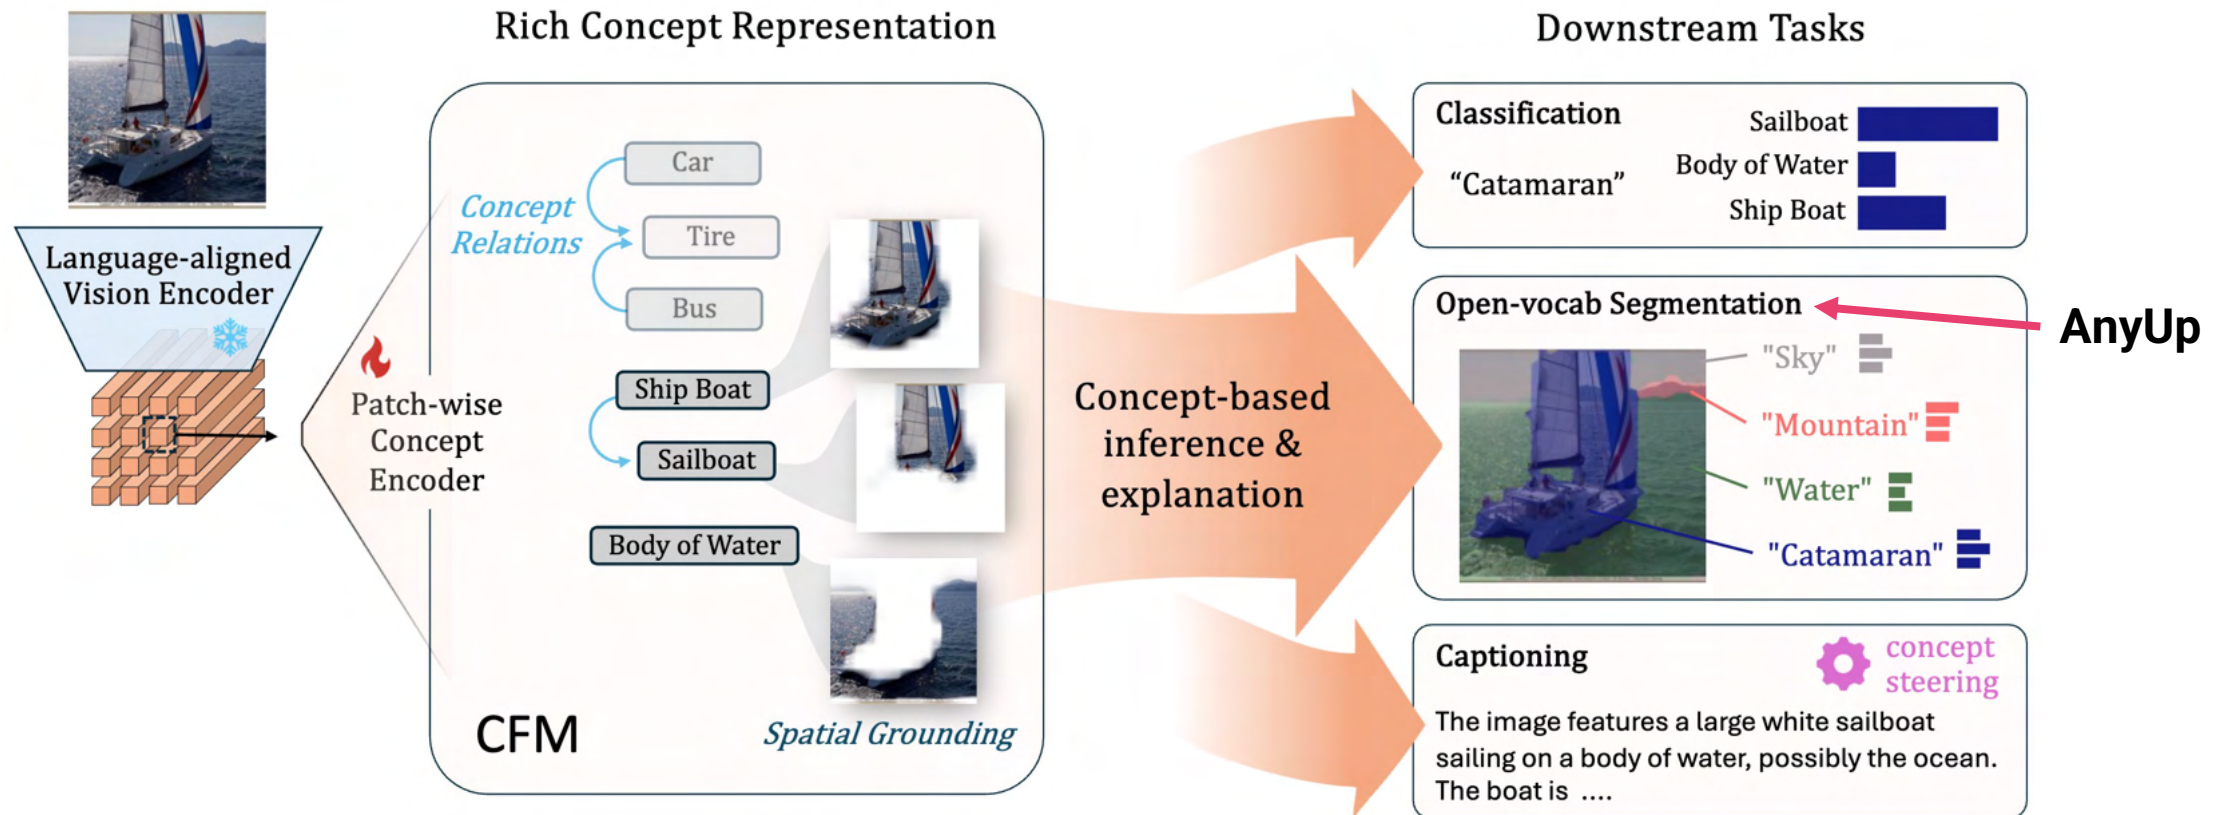 Rich Concept Representation
Downstream Tasks
Language-aligned
Vision Encoder
Patch-wise
Concept
Encoder
Concept
Relations
Car
Tire
Bus
Ship Boat
Sailboat
Body of Water
CFM
Spatial Grounding
Concept-based
inference &
explanation
Classification
"Catamaran"
Sailboat
Body of Water
Ship Boat
Open-vocab Segmentation
"Sky"
"Mountain"
"Water"
"Catamaran"
AnyUp
Captioning
concept
steering
The image features a large white sailboat
sailing on a body of water, possibly the ocean.
The boat is ....